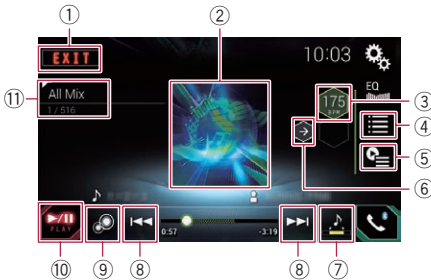 ① ②
EXIT
10:03
EQ
⑪
All Mix
1 / 516
175
BPM
③
④
⑤
⑥
0:57
-3:19
PLAY
⑩ ⑨ ⑧ ⑧ ⑦